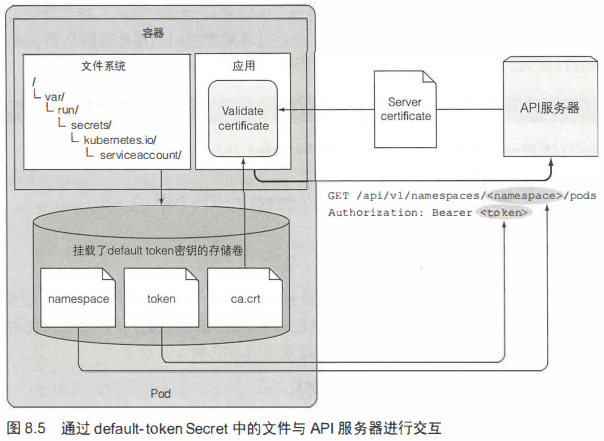 容器
文件系统
/
var/
run/
secrets/
kubernetes.io/
serviceaccount/
应用
Validate
certificate
Server
certificate
API服务器
GET /api/v1/namespaces/<namespace>/pods
Authorization: Bearer <token>
挂载了default token密钥的存储卷
namespace
token
ca.crt
Pod
图 8.5 通过 default-token Secret 中的文件与 API 服务器进行交互